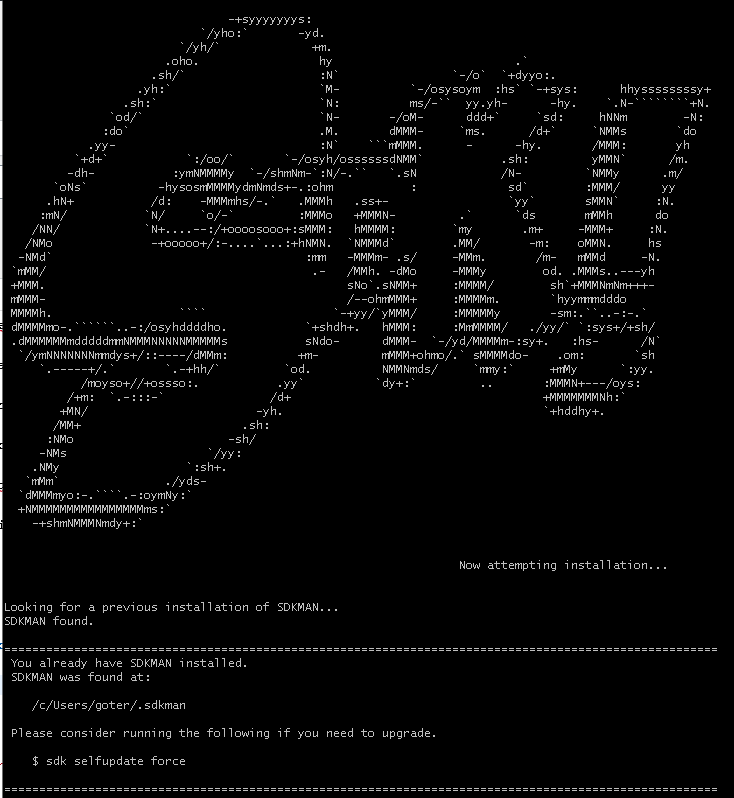 Now attempting installation...
Looking for a previous installation of SDKMAN...
SDKMAN found.
======================================================================================================
You already have SDKMAN installed.
SDKMAN was found at:
/c/Users/goter/.sdkman
Please consider running the following if you need to upgrade.
$ sdk selfupdate force
======================================================================================================